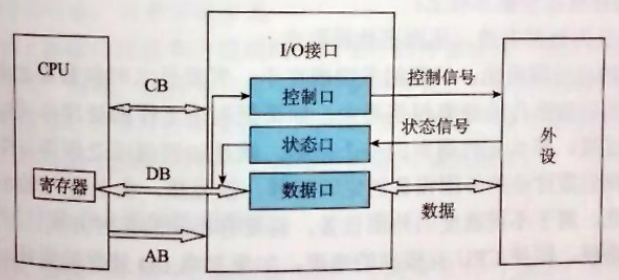 I/O接口
CPU
CB
控制口
控制信号
状态口
状态信号
外设
寄存器
DB
数据口
数据
AB